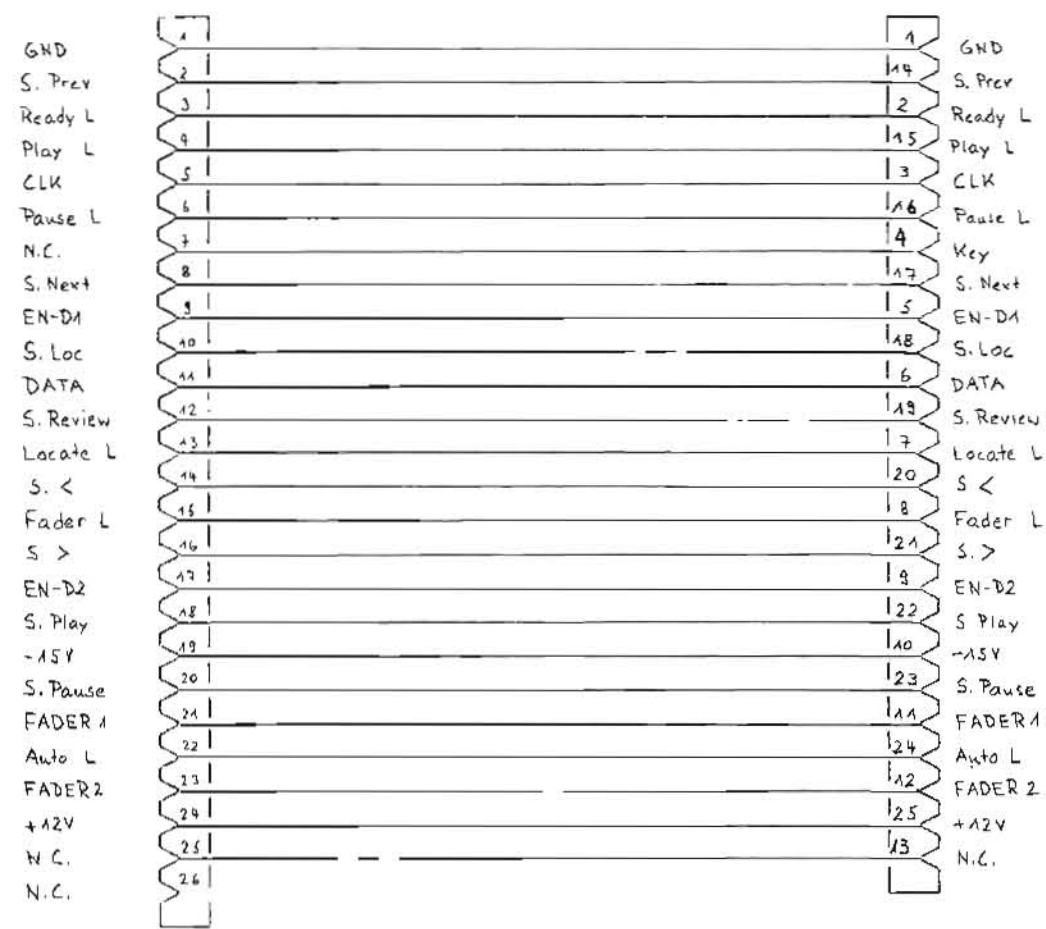 GND 1 1 GND
S. Prev 2 14 S. Prev
Ready L 3 2 Ready L
Play L 4 15 Play L
CLK 5 3 CLK
Pause L 6 16 Pause L
N.C. 7 4 Key
S. Next 8 17 S. Next
EN-D1 9 5 EN-D1
S. Loc 10 18 S. Loc
DATA 11 6 DATA
S. Review 12 19 S. Review
Locate L 13 7 Locate L
S. < 14 20 S <
Fader L 15 8 Fader L
S > 16 21 S. >
EN-D2 17 9 EN-D2
S. Play 18 22 S Play
-15V 19 10 -15V
S. Pause 20 23 S. Pause
FADER 1 21 11 FADER 1
Auto L 22 24 Auto L
FADER 2 23 12 FADER 2
+12V 24 25 +12V
N C. 25 13 N.C.
N.C. 26